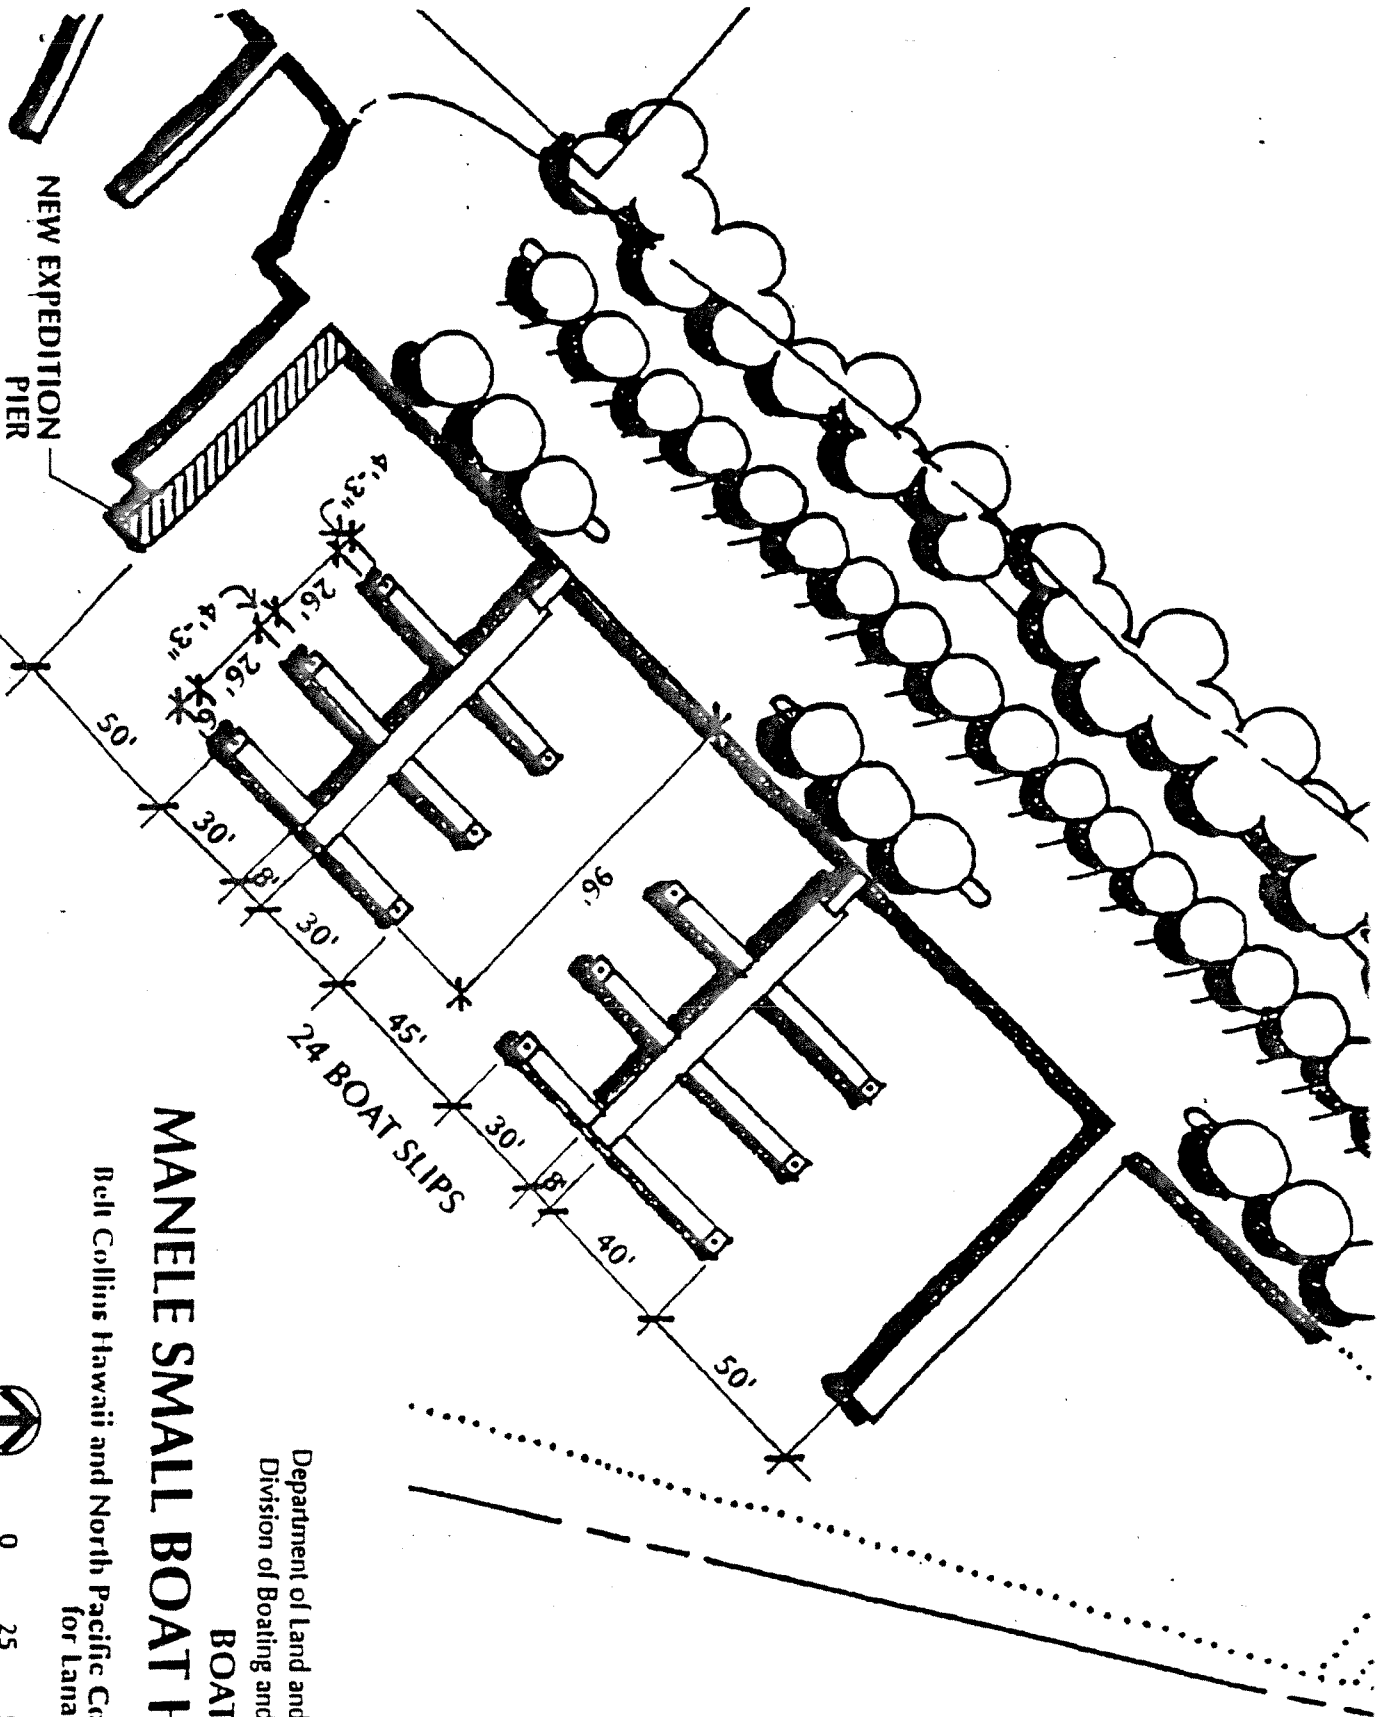 NEW EXPEDITION
PIER
4'-3"
26'
4'-3"
26'
6'
50'
30'
8'
30'
96'
45'
24 BOAT SLIPS
30'
8'
40'
50'
Department of Land and
Division of Boating and
BOAT
MANELE SMALL BOAT H
Belt Collins Hawaii and North Pacific Co
for Lana
0 25